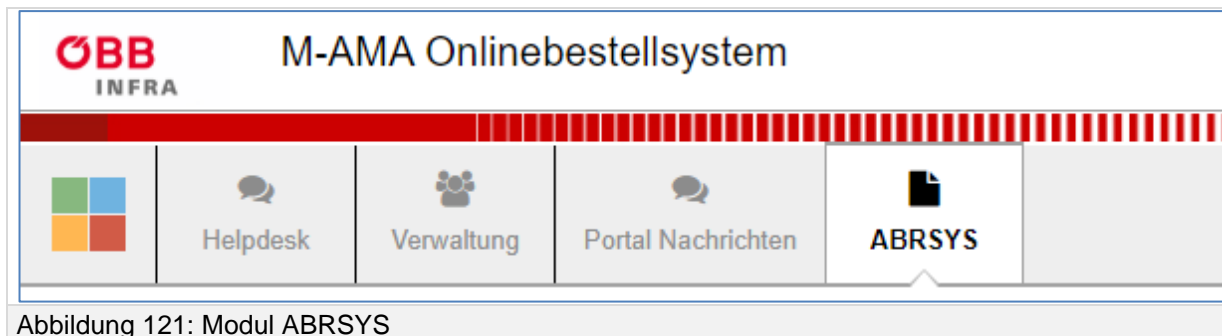 ÖBB
INFRA
M-AMA Onlinebestellsystem
Helpdesk
Verwaltung
Portal Nachrichten
ABRSYS
Abbildung 121: Modul ABRSYS